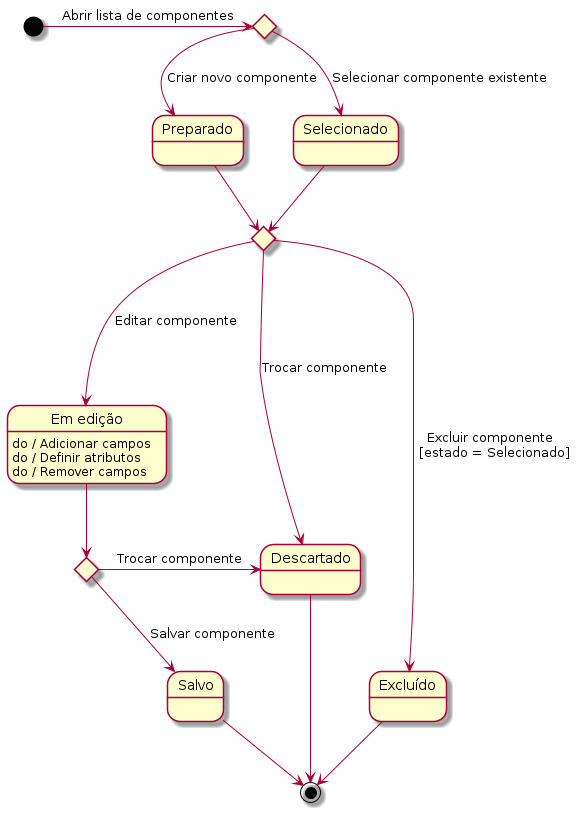 Abrir lista de componentes
Criar novo componente
Selecionar componente existente
Preparado
Selecionado
Editar componente
Trocar componente
Em edição
do / Adicionar campos
do / Definir atributos
do / Remover campos
Excluir componente
[estado = Selecionado]
Trocar componente
Descartado
Salvar componente
Salvo
Excluído